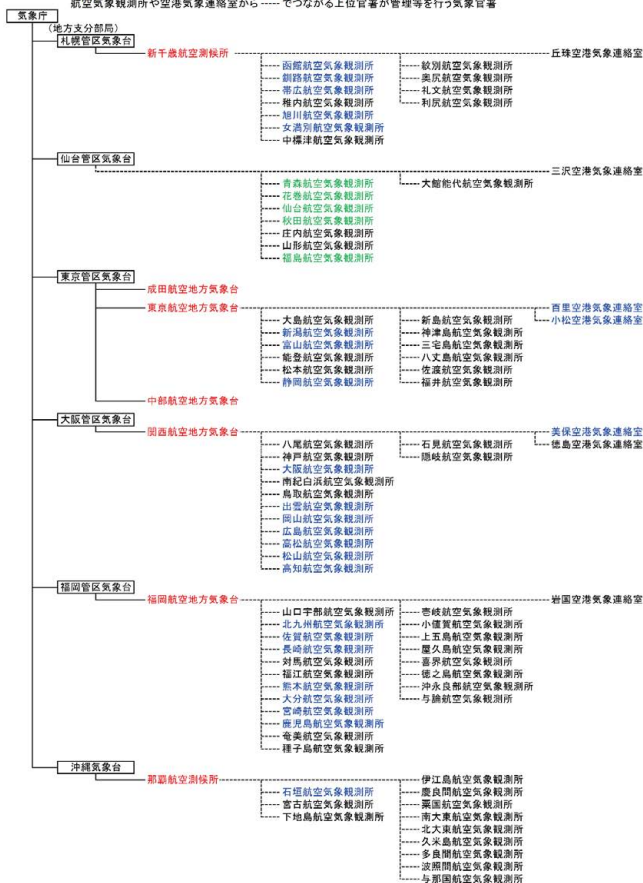 航空気象観測所や空港気象連絡室から ----- でつながる上位官署が管理等を行う気象官署
気象庁
(地方支分部局)
札幌管区気象台
新千歳航空測候所
函館航空気象観測所
釧路航空気象観測所
帯広航空気象観測所
稚内航空気象観測所
旭川航空気象観測所
女満別航空気象観測所
中標津航空気象観測所
紋別航空気象観測所
奥尻航空気象観測所
礼文航空気象観測所
利尻航空気象観測所
丘珠空港気象連絡室
仙台管区気象台
青森航空気象観測所
花巻航空気象観測所
仙台航空気象観測所
秋田航空気象観測所
庄内航空気象観測所
山形航空気象観測所
福島航空気象観測所
大館能代航空気象観測所
三沢空港気象連絡室
東京管区気象台
成田航空地方気象台
東京航空地方気象台
大島航空気象観測所
新潟航空気象観測所
富山航空気象観測所
能登航空気象観測所
松本航空気象観測所
静岡航空気象観測所
新島航空気象観測所
神津島航空気象観測所
三宅島航空気象観測所
八丈島航空気象観測所
佐渡航空気象観測所
福井航空気象観測所
百里空港気象連絡室
小松空港気象連絡室
中部航空地方気象台
大阪管区気象台
関西航空地方気象台
八尾航空気象観測所
神戸航空気象観測所
大阪航空気象観測所
南紀白浜航空気象観測所
鳥取航空気象観測所
出雲航空気象観測所
岡山航空気象観測所
広島航空気象観測所
高松航空気象観測所
松山航空気象観測所
高知航空気象観測所
石見航空気象観測所
隠岐航空気象観測所
美保空港気象連絡室
徳島空港気象連絡室
福岡管区気象台
福岡航空地方気象台
山口宇部航空気象観測所
北九州航空気象観測所
佐賀航空気象観測所
長崎航空気象観測所
対馬航空気象観測所
福江航空気象観測所
熊本航空気象観測所
大分航空気象観測所
宮崎航空気象観測所
鹿児島航空気象観測所
奄美航空気象観測所
種子島航空気象観測所
壱岐航空気象観測所
小値賀航空気象観測所
上五島航空気象観測所
屋久島航空気象観測所
喜界航空気象観測所
徳之島航空気象観測所
沖永良部航空気象観測所
与論航空気象観測所
岩国空港気象連絡室
沖縄気象台
那覇航空測候所
石垣航空気象観測所
宮古航空気象観測所
下地島航空気象観測所
伊江島航空気象観測所
慶良間航空気象観測所
粟国航空気象観測所
南大東航空気象観測所
北大東航空気象観測所
久米島航空気象観測所
多良間航空気象観測所
波照間航空気象観測所
与那国航空気象観測所